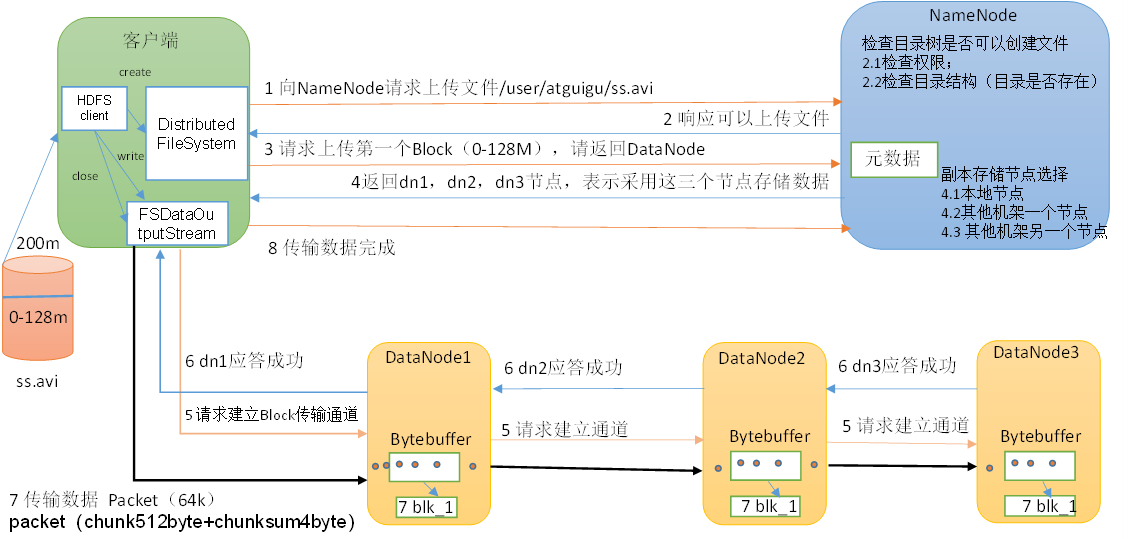 客户端
create
HDFS
client
Distributed
FileSystem
write
close
FSDataOu
tputStream
200m
0-128m
ss.avi
1 向NameNode请求上传文件/user/atguigu/ss.avi
2 响应可以上传文件
3 请求上传第一个Block（0-128M），请返回DataNode
4返回dn1，dn2，dn3节点，表示采用这三个节点存储数据
8 传输数据完成
NameNode
检查目录树是否可以创建文件
2.1检查权限；
2.2检查目录结构（目录是否存在）
元数据
副本存储节点选择
4.1本地节点
4.2其他机架一个节点
4.3 其他机架另一个节点
6 dn1应答成功
5 请求建立Block传输通道
DataNode1
Bytebuffer
7 blk_1
6 dn2应答成功
5 请求建立通道
DataNode2
Bytebuffer
7 blk_1
6 dn3应答成功
5 请求建立通道
DataNode3
Bytebuffer
7 blk_1
7 传输数据 Packet（64k）
packet（chunk512byte+chunksum4byte）